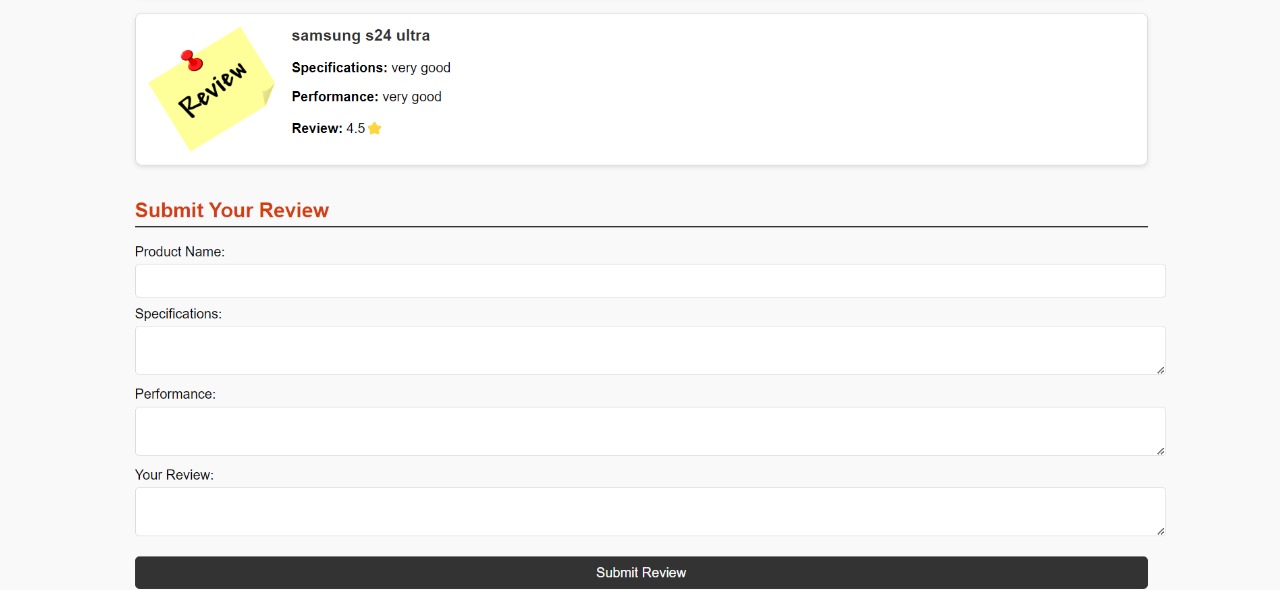 Review
samsung s24 ultra
Specifications: very good
Performance: very good
Review: 4.5⭐
Submit Your Review
Product Name:
Specifications:
Performance:
Your Review:
Submit Review